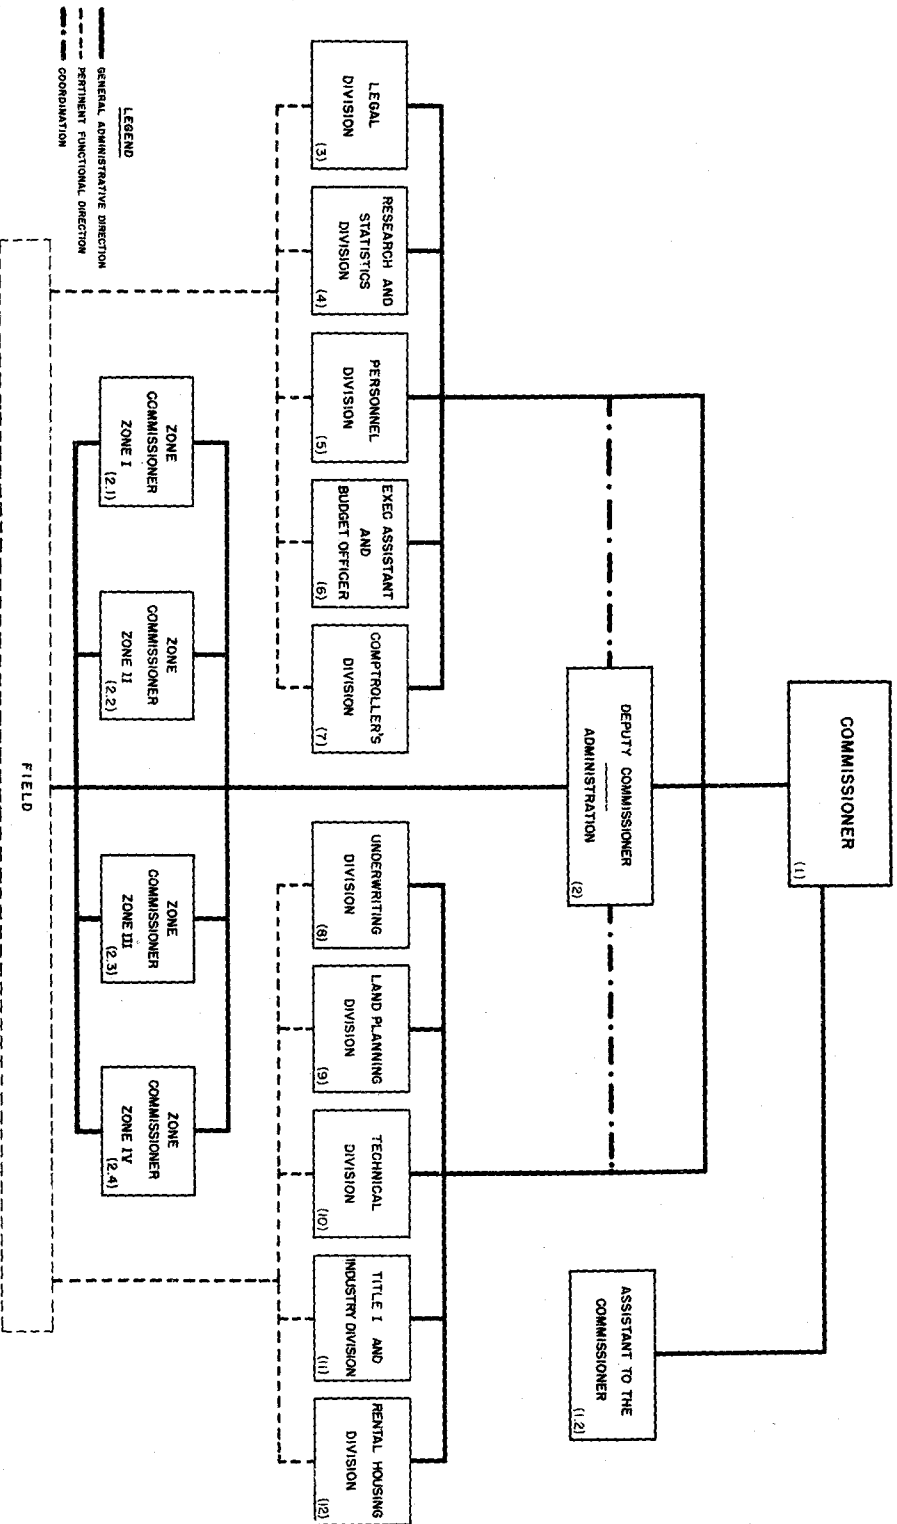 COMMISSIONER
(1)
ASSISTANT TO THE
COMMISSIONER
(1.2)
DEPUTY COMMISSIONER
ADMINISTRATION
(2)
LEGAL
DIVISION
(3)
RESEARCH AND
STATISTICS
DIVISION
(4)
PERSONNEL
DIVISION
(5)
EXEC ASSISTANT
AND
BUDGET OFFICER
(6)
COMPTROLLER'S
DIVISION
(7)
UNDERWRITING
DIVISION
(8)
LAND PLANNING
DIVISION
(9)
TECHNICAL
DIVISION
(10)
TITLE I AND
INDUSTRY DIVISION
(11)
RENTAL HOUSING
DIVISION
(12)
ZONE
COMMISSIONER
ZONE I
(2.1)
ZONE
COMMISSIONER
ZONE II
(2.2)
ZONE
COMMISSIONER
ZONE III
(2.3)
ZONE
COMMISSIONER
ZONE IV
(2.4)
LEGEND
GENERAL ADMINISTRATIVE DIRECTION
PERTINENT FUNCTIONAL DIRECTION
COORDINATION
FIELD